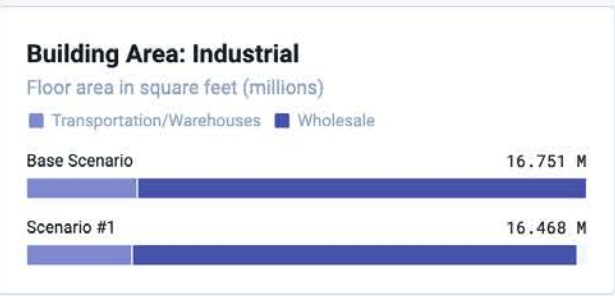 Building Area: Industrial
Floor area in square feet (millions)
Transportation/Warehouses Wholesale
Base Scenario 16.751 M
Scenario #1 16.468 M